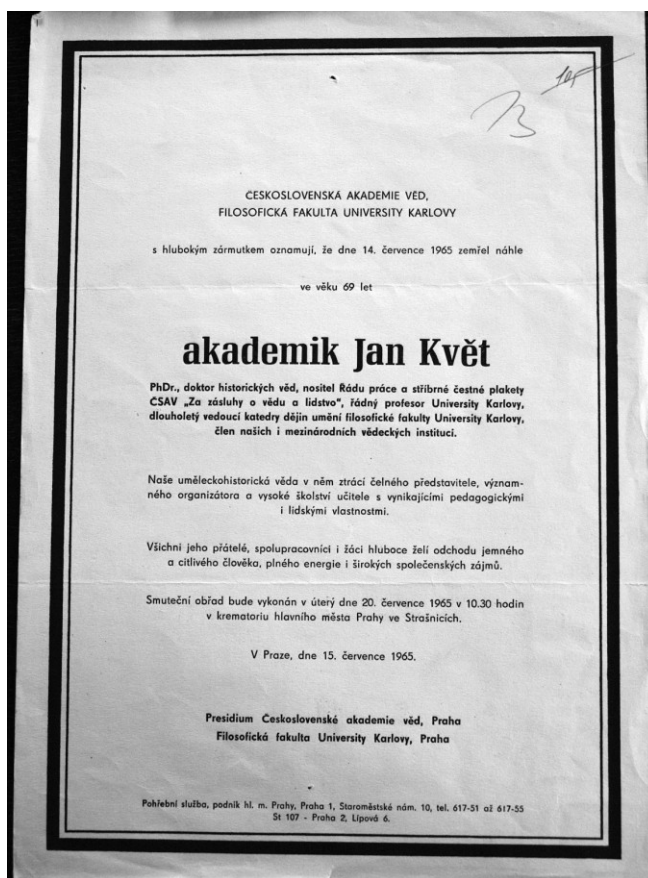 ČESKOSLOVENSKÁ AKADEMIE VĚD,
FILOSOFICKÁ FAKULTA UNIVERSITY KARLOVY
s hlubokým zármutkem oznamují, že dne 14. července 1965 zemřel náhle
ve věku 69 let
akademik Jan Květ
PhDr., doktor historických věd, nositel Řádu práce a stříbrné čestné plakety
ČSAV „Za zásluhy o vědu a lidstvo", řádný profesor University Karlovy,
dlouholetý vedoucí katedry dějin umění filosofické fakulty University Karlovy,
člen našich i mezinárodních vědeckých institucí.
Naše uměleckohistorická věda v něm ztrácí čelného představitele, význam-
ného organizátora a vysoké školství učitele s vynikajícími pedagogickými
i lidskými vlastnostmi.
Všichni jeho přátelé, spolupracovníci i žáci hluboce želí odchodu jemného
a citlivého člověka, plného energie i širokých společenských zájmů.
Smuteční obřad bude vykonán v úterý dne 20. července 1965 v 10.30 hodin
v krematoriu hlavního města Prahy ve Strašnicích.
V Praze, dne 15. července 1965.
Presidium Československé akademie věd, Praha
Filosofická fakulta University Karlovy, Praha
Pohřební služba, podnik hl. m. Prahy, Praha 1, Staroměstské nám. 10, tel. 617-51 až 617-55
St 107 - Praha 2, Lípová 6.